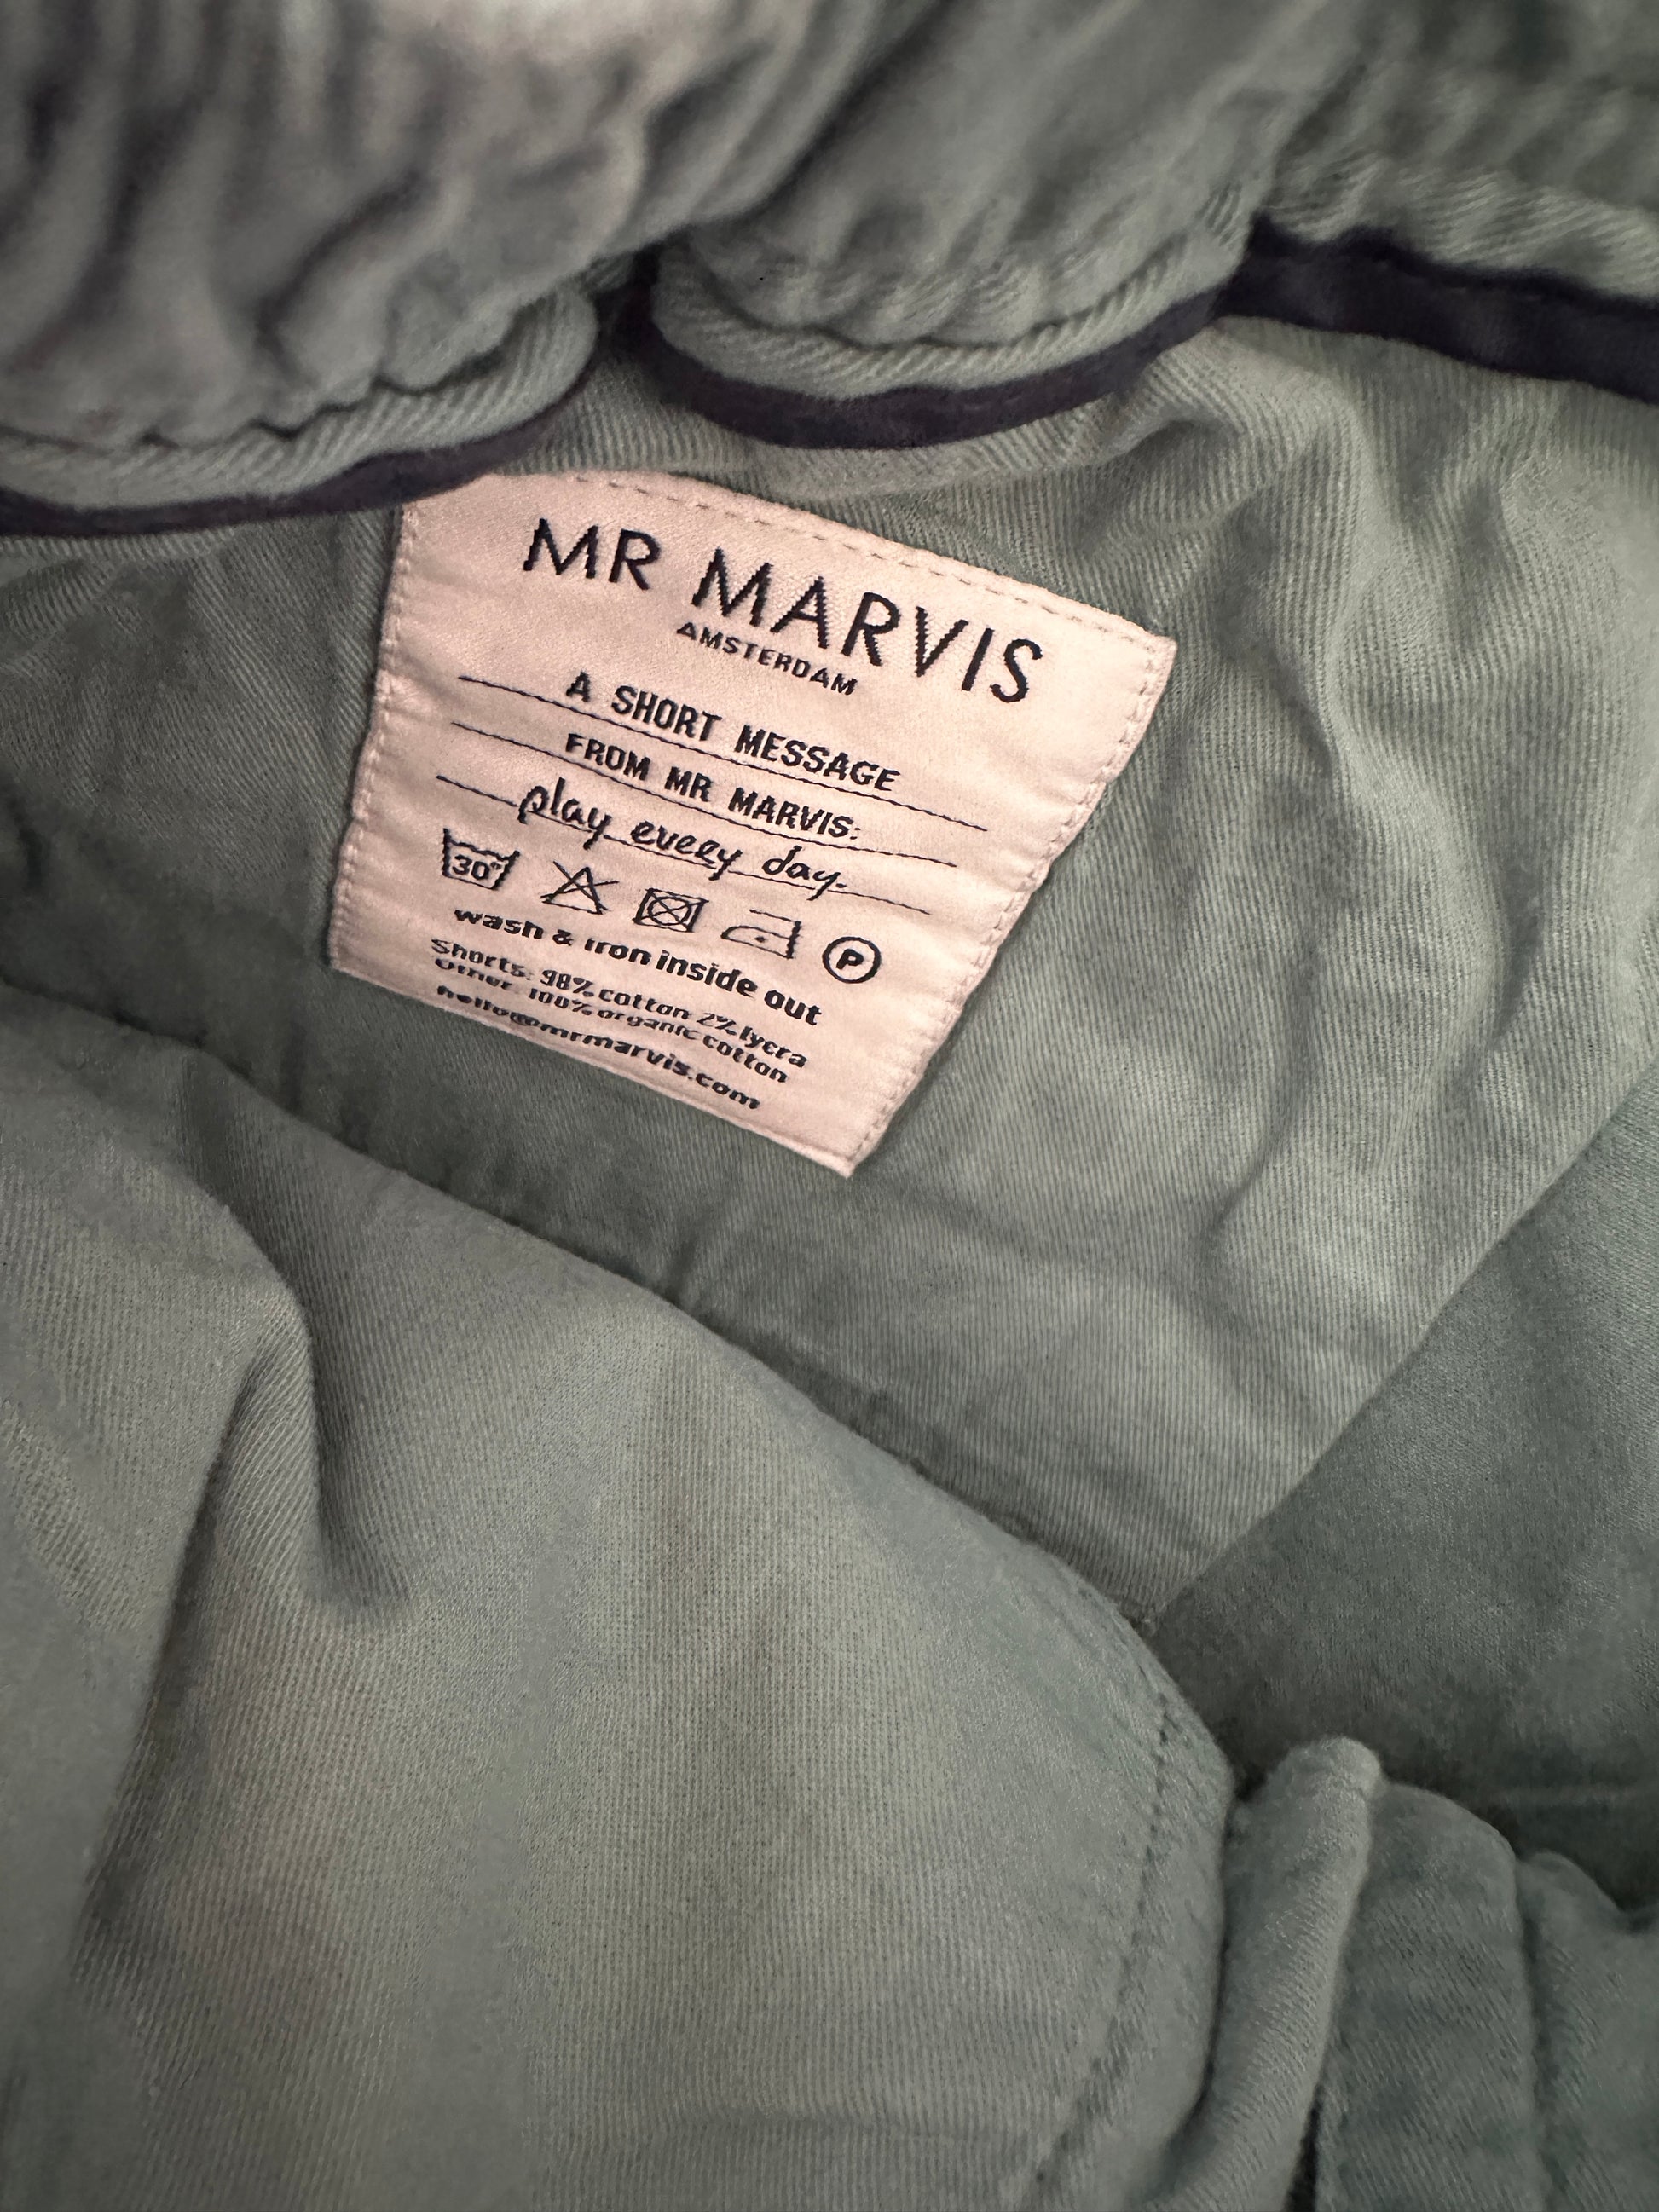 MR MARVIS
AMSTERDAM
A SHORT MESSAGE
FROM MR MARVIS:
play every day.
30°
P
wash & iron inside out
Shorts: 98% cotton 2% lycra
Other: 100% organic cotton
hello@mrmarvis.com